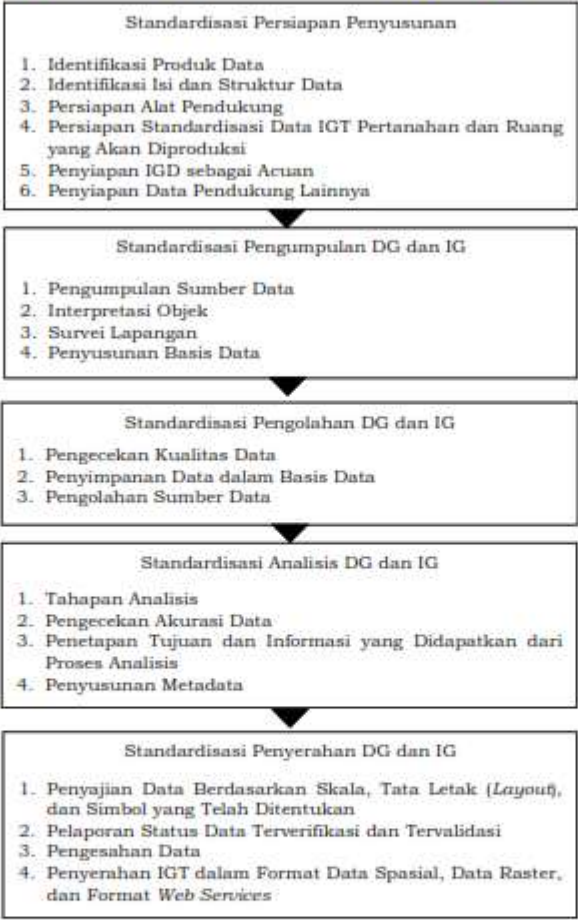 Standardisasi Persiapan Penyusunan
1. Identifikasi Produk Data
2. Identifikasi Isi dan Struktur Data
3. Persiapan Alat Pendukung
4. Persiapan Standardisasi Data IGT Pertanahan dan Ruang
yang Akan Diproduksi
5. Penyiapan IGD sebagai Acuan
6. Penyiapan Data Pendukung Lainnya
Standardisasi Pengumpulan DG dan IG
1. Pengumpulan Sumber Data
2. Interpretasi Objek
3. Survei Lapangan
4. Penyusunan Basis Data
Standardisasi Pengolahan DG dan IG
1. Pengecekan Kualitas Data
2. Penyimpanan Data dalam Basis Data
3. Pengolahan Sumber Data
Standardisasi Analisis DG dan IG
1. Tahapan Analisis
2. Pengecekan Akurasi Data
3. Penetapan Tujuan dan Informasi yang Didapatkan dari
Proses Analisis
4. Penyusunan Metadata
Standardisasi Penyerahan DG dan IG
1. Penyajian Data Berdasarkan Skala, Tata Letak (Layout),
dan Simbol yang Telah Ditentukan
2. Pelaporan Status Data Terverifikasi dan Tervalidasi
3. Pengesahan Data
4. Penyerahan IGT dalam Format Data Spasial, Data Raster,
dan Format Web Services